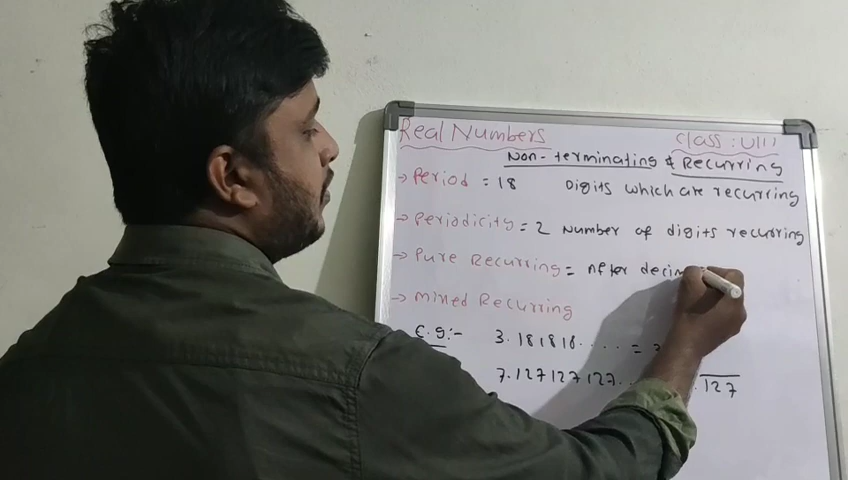 Real Numbers Class : VIII
Non-terminating & Recurring
→ Period = 18 Digits which are recurring
→ Periodicity = 2 Number of digits recurring
→ Pure Recurring = After
→ Mixed Recurring
E.g:- 3.181818..... =
7.127127127.. .127